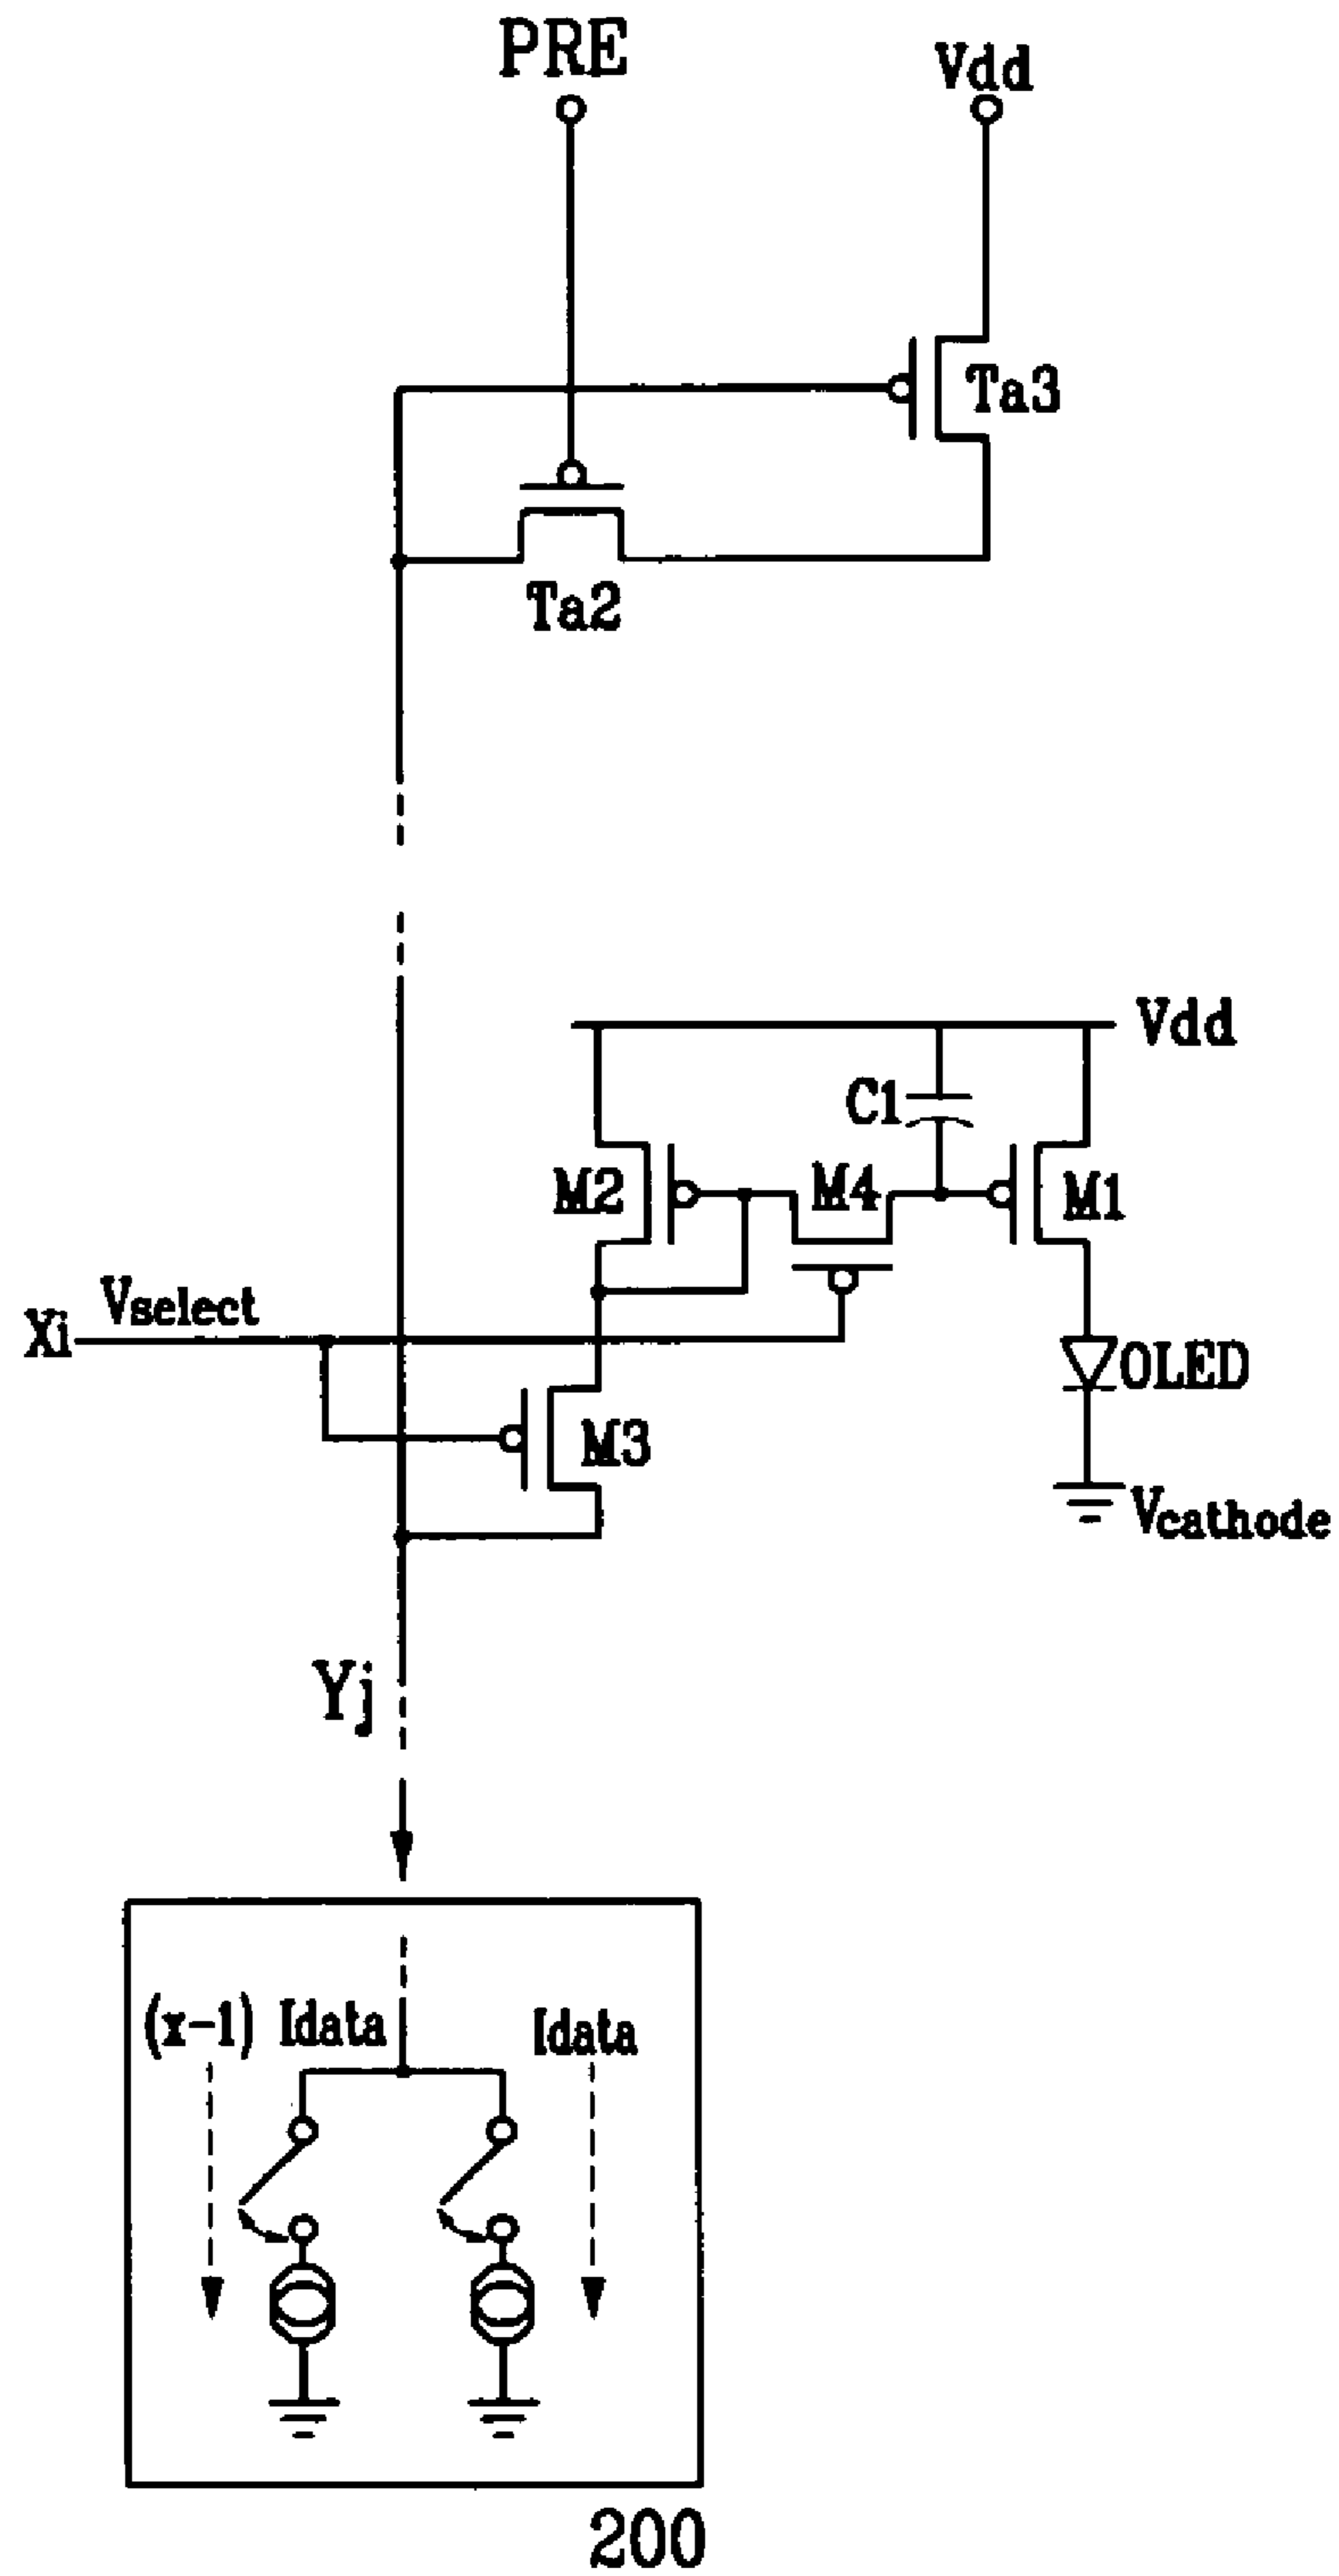 PRE
Vdd
Ta3
Ta2
Vdd
C1
M2
M4
M1
Vselect
Xi
OLED
M3
Vcathode
Yj
(x-1) Idata
Idata
200